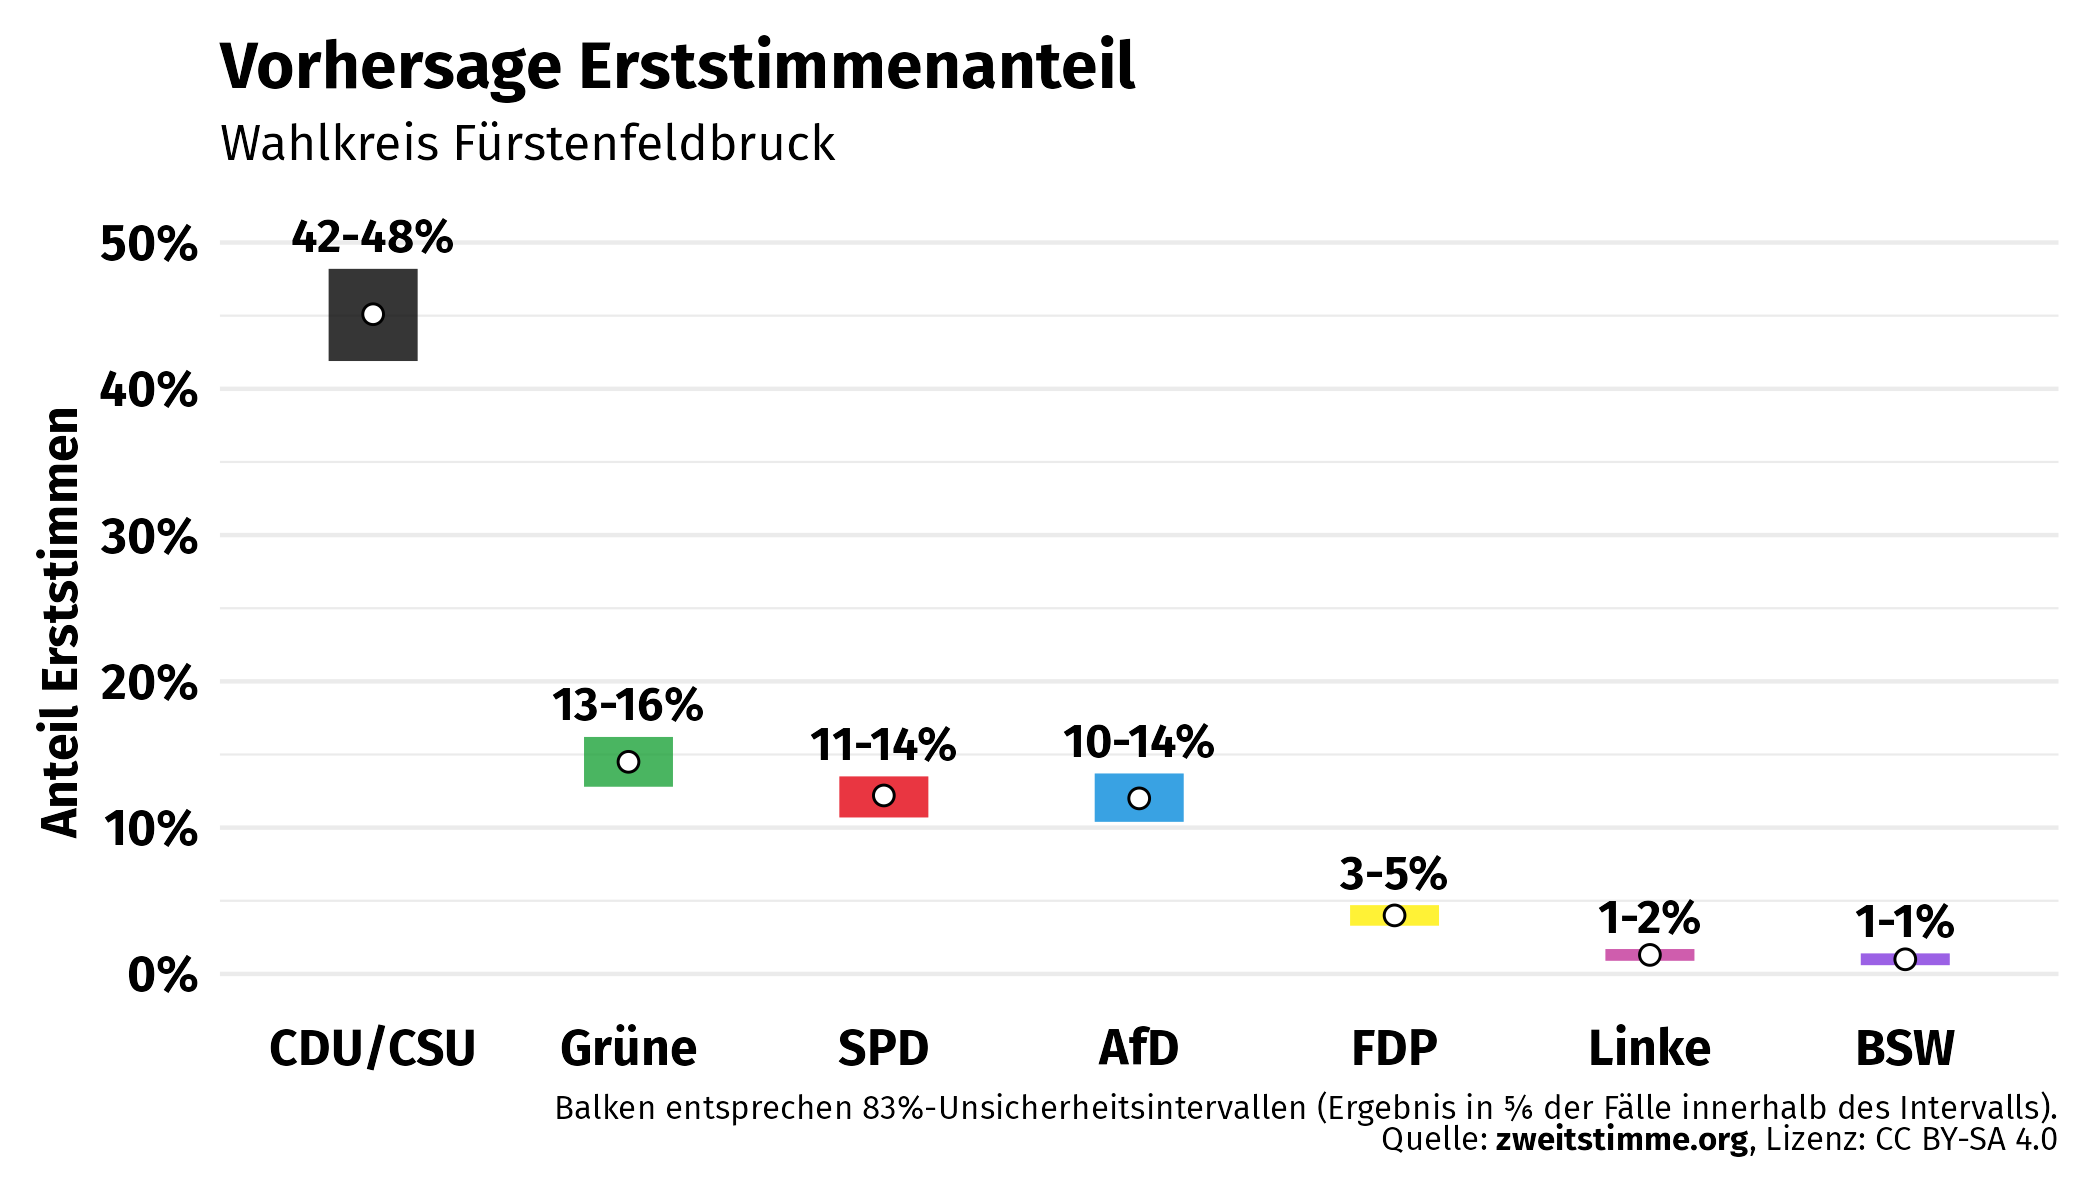 Vorhersage Erststimmenanteil
Wahlkreis Fürstenfeldbruck
Anteil Erststimmen
50%
40%
30%
20%
10%
0%
42-48%
13-16%
11-14%
10-14%
3-5%
1-2%
1-1%
CDU/CSU Grüne SPD AfD FDP Linke BSW
Balken entsprechen 83%-Unsicherheitsintervallen (Ergebnis in ⅚ der Fälle innerhalb des Intervalls).
Quelle: zweitstimme.org, Lizenz: CC BY-SA 4.0